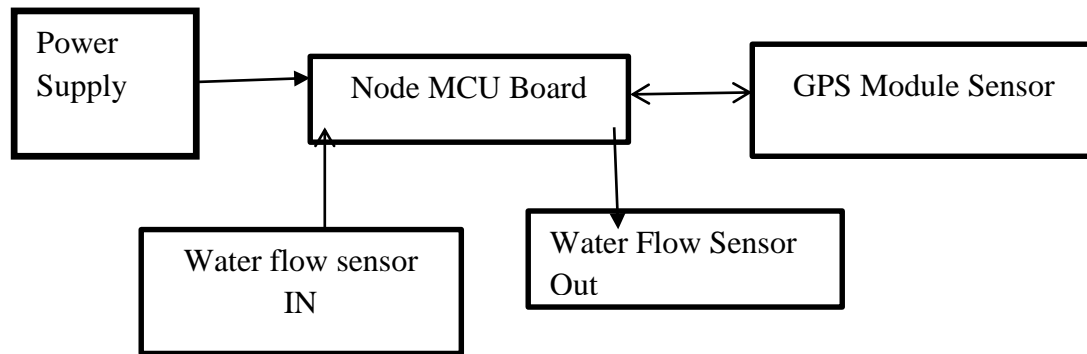 Power
Supply
Node MCU Board
GPS Module Sensor
Water flow sensor
IN
Water Flow Sensor
Out